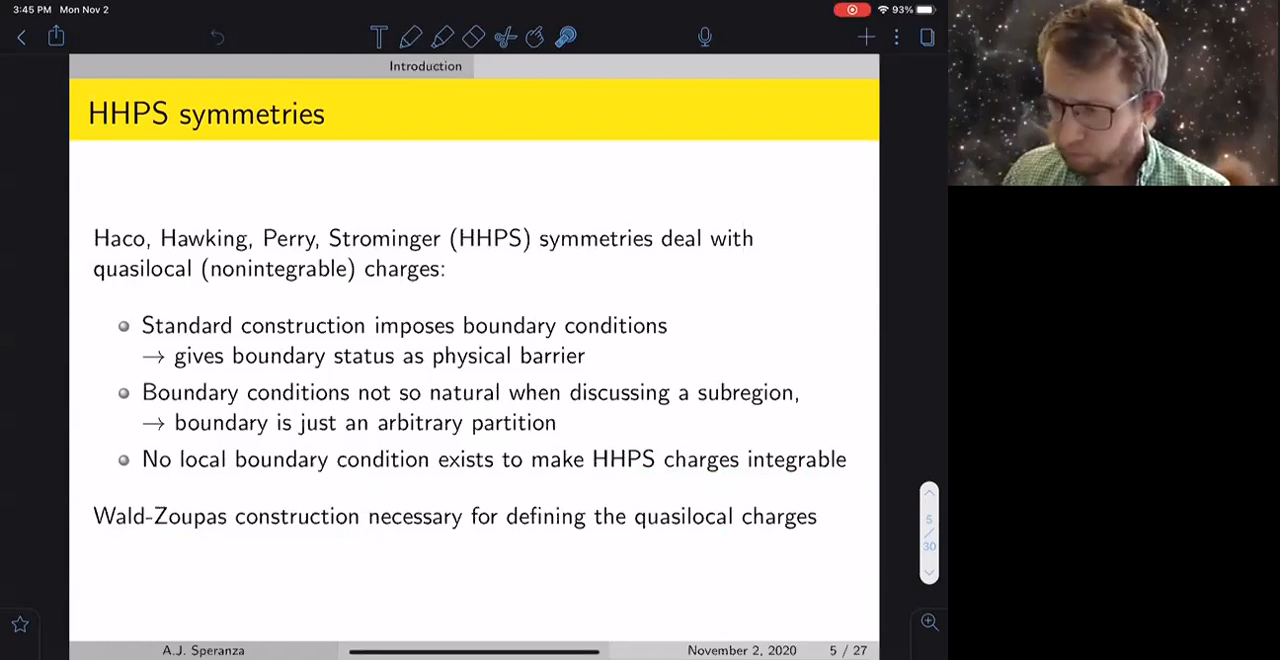 3:45 PM Mon Nov 2
93%
Introduction
HHPS symmetries
Haco, Hawking, Perry, Strominger (HHPS) symmetries deal with
quasilocal (nonintegrable) charges:
Standard construction imposes boundary conditions
→ gives boundary status as physical barrier
Boundary conditions not so natural when discussing a subregion,
→ boundary is just an arbitrary partition
No local boundary condition exists to make HHPS charges integrable
Wald-Zoupas construction necessary for defining the quasilocal charges
5
/
30
A.J. Speranza
November 2, 2020
5 / 27